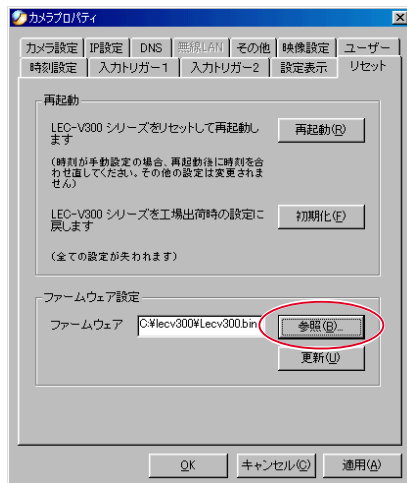 カメラプロパティ
カメラ設定 IP設定 DNS 無線LAN その他 映像設定 ユーザー
時刻設定 入力トリガー1 入力トリガー2 設定表示 リセット
再起動
LEC-V300 シリーズをリセットして再起動し
ます
再起動(R)
(時刻が手動設定の場合、再起動後に時刻を合
わせ直してください。その他の設定は変更されま
せん)
LEC-V300 シリーズを工場出荷時の設定に
戻します
初期化(F)
(全ての設定が失われます)
ファームウェア設定
ファームウェア C:¥lecv300¥Lecv300.bin 参照(B)...
更新(U)
OK キャンセル(C) 適用(A)